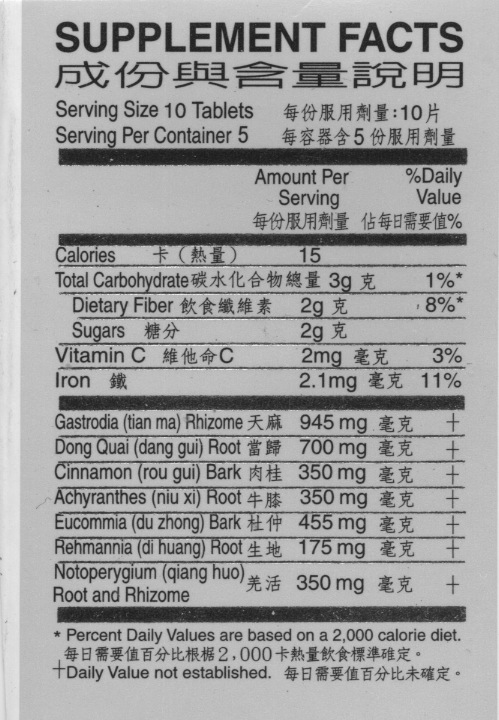 SUPPLEMENT FACTS
成份與含量說明
Serving Size 10 Tablets 每份服用劑量:10片
Serving Per Container 5 每容器含5份服用劑量
Amount Per Serving %Daily Value
每份服用劑量 佔每日需要值%
Calories 卡（熱量） 15
Total Carbohydrate 碳水化合物總量 3g 克 1%*
Dietary Fiber 飲食纖維素 2g 克 8%*
Sugars 糖分 2g 克
Vitamin C 維他命C 2mg 毫克 3%
Iron 鐵 2.1mg 毫克 11%
Gastrodia (tian ma) Rhizome 天麻 945 mg 毫克 +
Dong Quai (dang gui) Root 當歸 700 mg 毫克 +
Cinnamon (rou gui) Bark 肉桂 350 mg 毫克 +
Achyranthes (niu xi) Root 牛膝 350 mg 毫克 +
Eucommia (du zhong) Bark 杜仲 455 mg 毫克 +
Rehmannia (di huang) Root 生地 175 mg 毫克 +
Notoperygium (qiang huo)
Root and Rhizome 羌活 350 mg 毫克 +
* Percent Daily Values are based on a 2,000 calorie diet.
每日需要值百分比根椐2,000卡熱量飲食標準確定。
+Daily Value not established. 每日需要值百分比未確定。